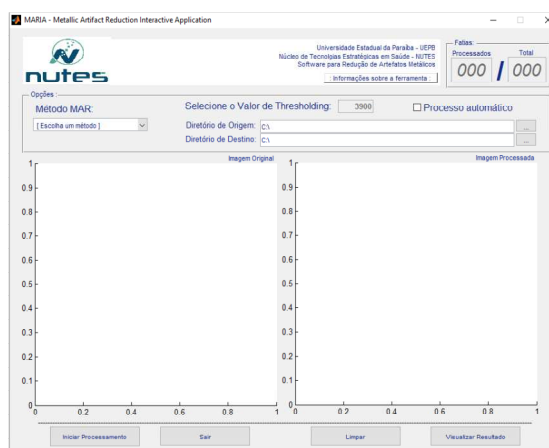 MARIA - Metallic Artifact Reduction Interactive Application
nutes
Universidade Estadual da Paraíba - UEPB
Núcleo de Tecnolgias Estratégicas em Saúde - NUTES
Software para Redução de Artefatos Metálicos
: Informações sobre a ferramenta :
Fatias:
Processados Total
000 / 000
Opções :
Método MAR:
[ Escolha um método ]
Selecione o Valor de Thresholding: 3900
Processo automático
Diretório de Origem: C:\ ...
Diretório de Destino: C:\ ...
Imagem Original
1
0.9
0.8
0.7
0.6
0.5
0.4
0.3
0.2
0.1
0
0 0.2 0.4 0.6 0.8 1
Imagem Processada
1
0.9
0.8
0.7
0.6
0.5
0.4
0.3
0.2
0.1
0
0 0.2 0.4 0.6 0.8 1
Iniciar Processamento Sair Limpar Visualizar Resultado